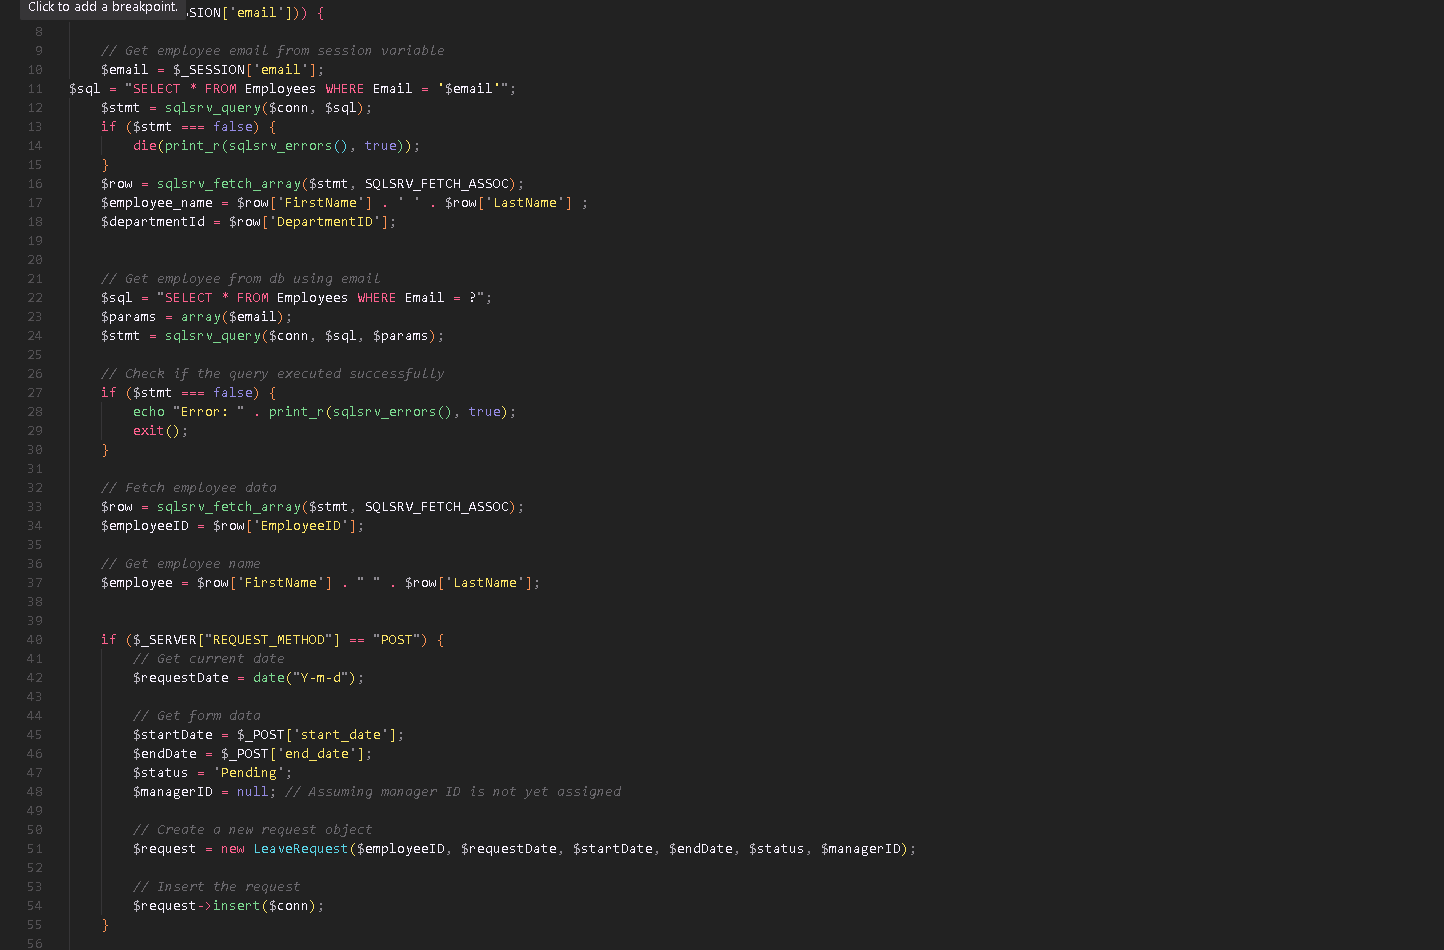 Click to add a breakpoint.
SION['email'])) {
8
9 // Get employee email from session variable
10 $email = $_SESSION['email'];
11 $sql = "SELECT * FROM Employees WHERE Email = '$email'";
12 $stmt = sqlsrv_query($conn, $sql);
13 if ($stmt === false) {
14 die(print_r(sqlsrv_errors(), true));
15 }
16 $row = sqlsrv_fetch_array($stmt, SQLSRV_FETCH_ASSOC);
17 $employee_name = $row['FirstName'] . ' ' . $row['LastName'] ;
18 $departmentId = $row['DepartmentID'];
19
20
21 // Get employee from db using email
22 $sql = "SELECT * FROM Employees WHERE Email = ?";
23 $params = array($email);
24 $stmt = sqlsrv_query($conn, $sql, $params);
25
26 // Check if the query executed successfully
27 if ($stmt === false) {
28 echo "Error: " . print_r(sqlsrv_errors(), true);
29 exit();
30 }
31
32 // Fetch employee data
33 $row = sqlsrv_fetch_array($stmt, SQLSRV_FETCH_ASSOC);
34 $employeeID = $row['EmployeeID'];
35
36 // Get employee name
37 $employee = $row['FirstName'] . " " . $row['LastName'];
38
39
40 if ($_SERVER["REQUEST_METHOD"] == "POST") {
41 // Get current date
42 $requestDate = date("Y-m-d");
43
44 // Get form data
45 $startDate = $_POST['start_date'];
46 $endDate = $_POST['end_date'];
47 $status = 'Pending';
48 $managerID = null; // Assuming manager ID is not yet assigned
49
50 // Create a new request object
51 $request = new LeaveRequest($employeeID, $requestDate, $startDate, $endDate, $status, $managerID);
52
53 // Insert the request
54 $request->insert($conn);
55 }
56